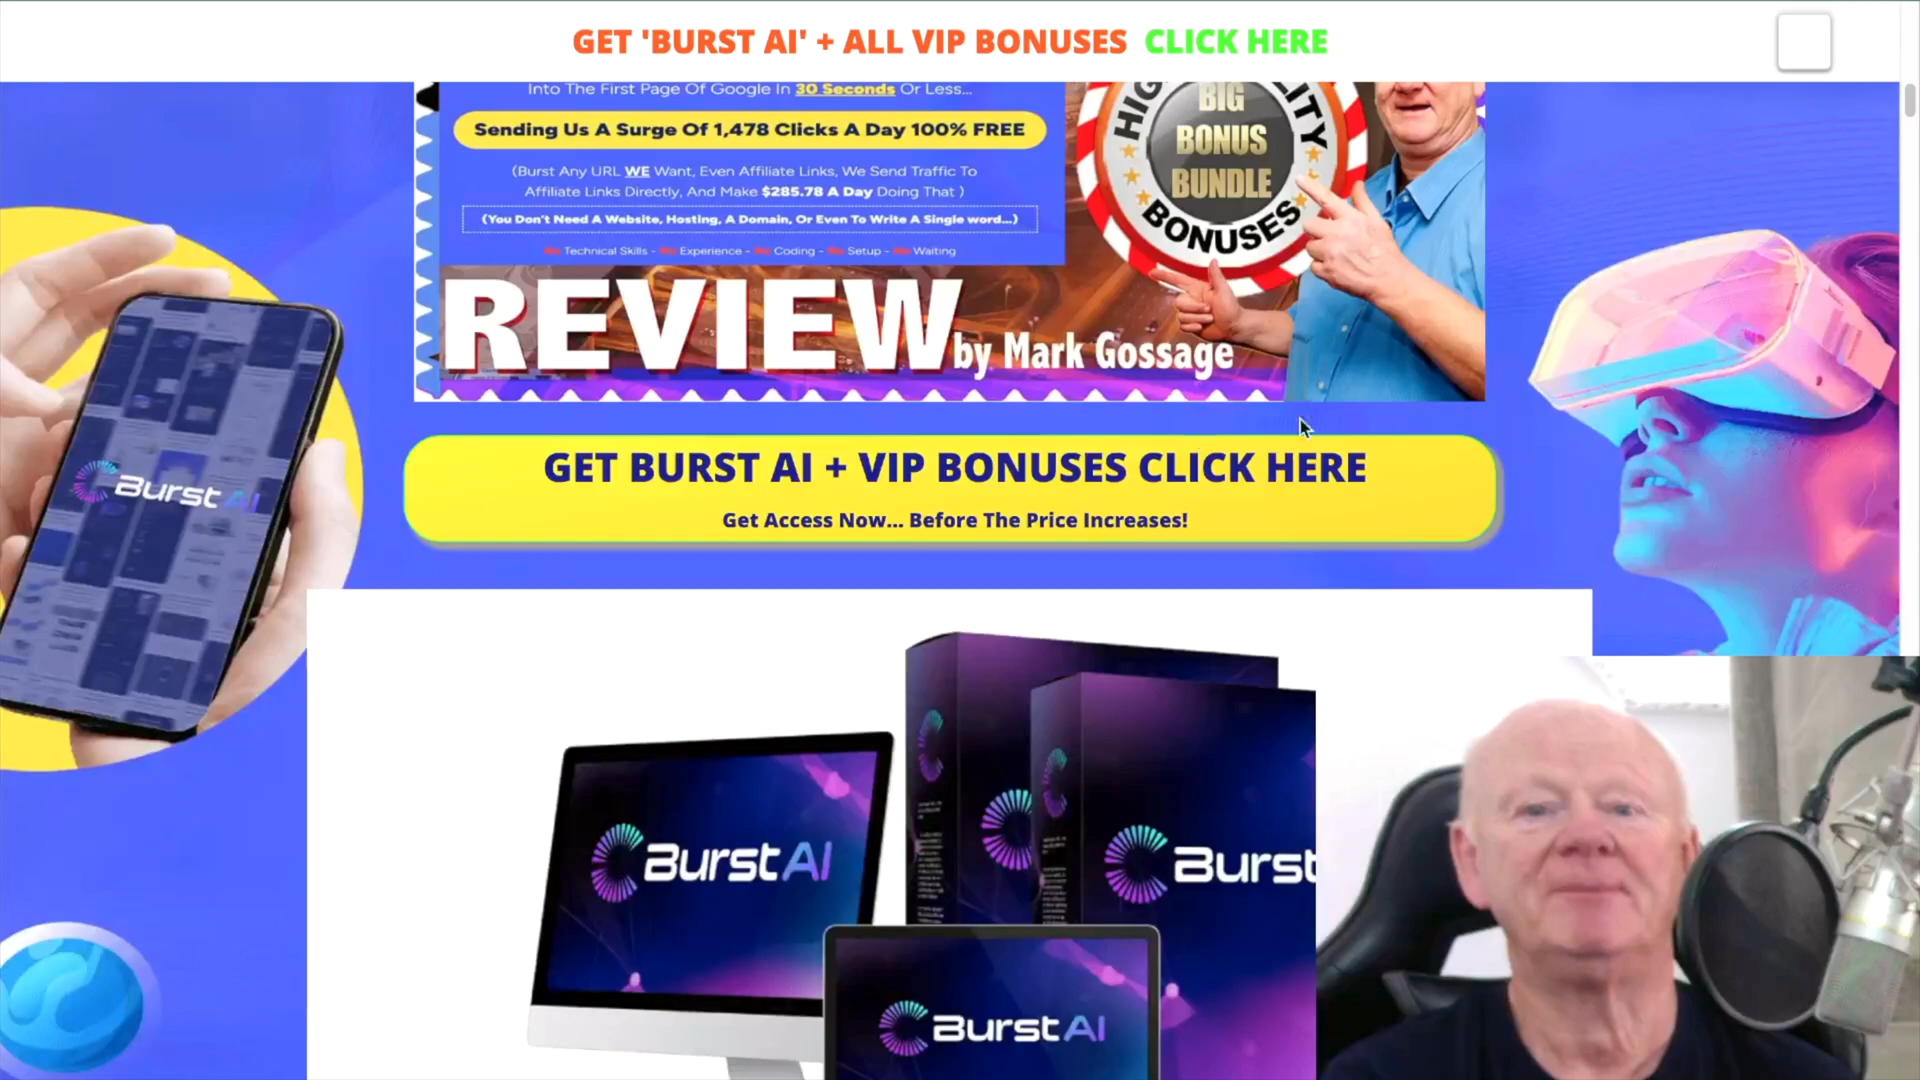 GET 'BURST AI' + ALL VIP BONUSES CLICK HERE
Into The First Page Of Google In 30 Seconds Or Less...
Sending Us A Surge Of 1,478 Clicks A Day 100% FREE
(Burst Any URL WE Want, Even Affiliate Links, We Send Traffic To
Affiliate Links Directly, And Make $285.78 A Day Doing That )
(You Don't Need A Website, Hosting, A Domain, Or Even To Write A Single word...)
Technical Skills - Experience - Coding - Setup - Waiting
BIG
BONUS
BUNDLE
BONUSES
REVIEW by Mark Gossage
GET BURST AI + VIP BONUSES CLICK HERE
Get Access Now... Before The Price Increases!
Burst AI
Burst AI
Burst
Burst AI